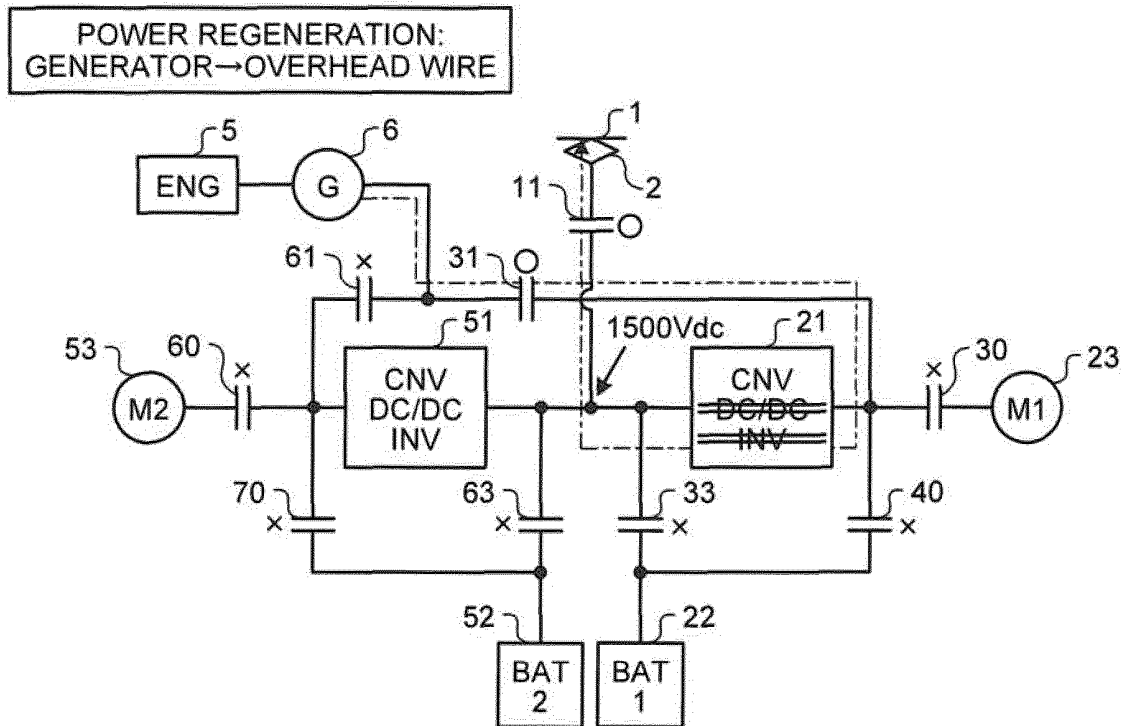 POWER REGENERATION:
GENERATOR→OVERHEAD WIRE
5
6
1
ENG
G
11
2
61
×
31
○
○
51
1500Vdc
21
53
60
×
30
×
23
M2
CNV
DC/DC
INV
CNV
DC/DC
INV
M1
70
×
63
×
33
×
40
×
52
22
BAT
2
BAT
1